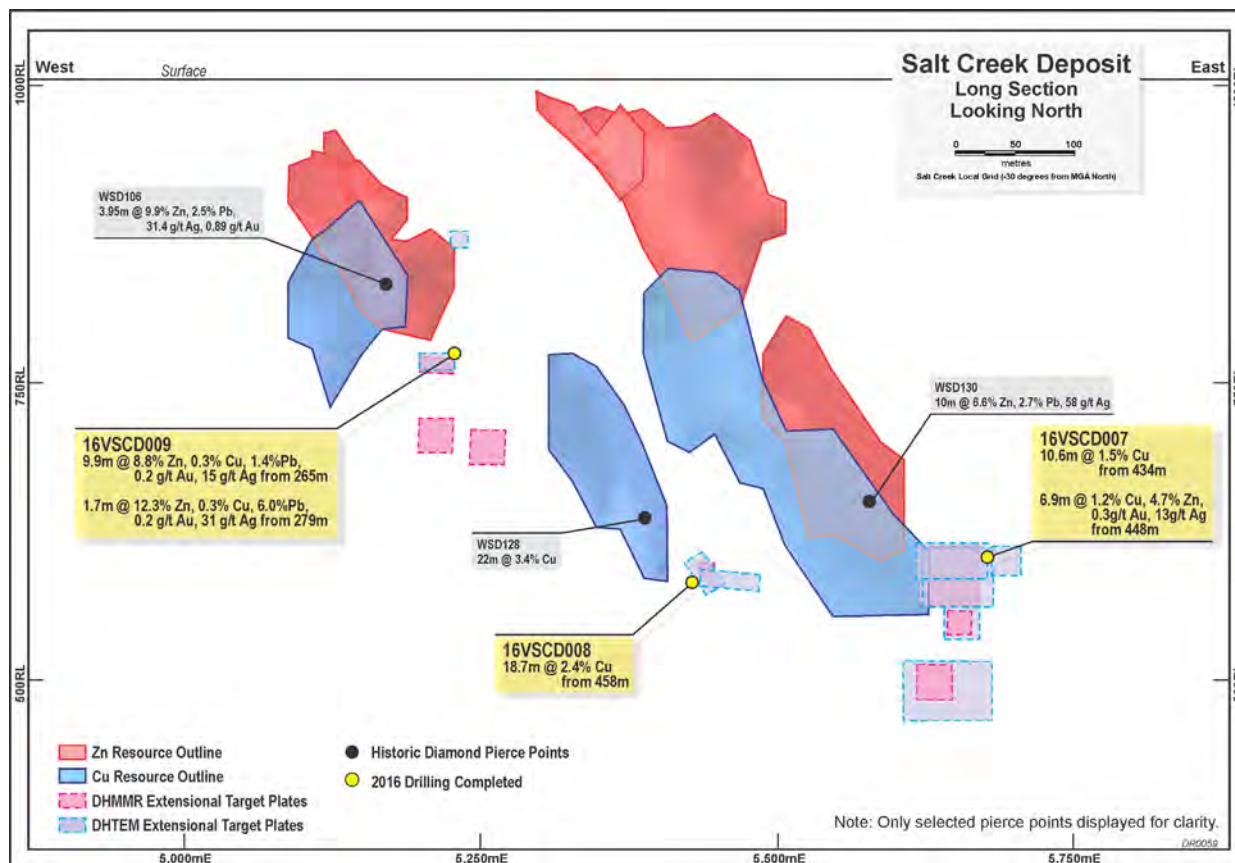 West
Surface
East
Salt Creek Deposit
Long Section
Looking North
0 50 100
metres
Salt Creek Local Grid (-30 degrees from MGA North)
1000RL
WSD106
3.95m @ 9.9% Zn, 2.5% Pb,
31.4 g/t Ag, 0.89 g/t Au
750RL
WSD130
10m @ 6.6% Zn, 2.7% Pb, 58 g/t Ag
16VSCD009
9.9m @ 8.8% Zn, 0.3% Cu, 1.4%Pb,
0.2 g/t Au, 15 g/t Ag from 265m
1.7m @ 12.3% Zn, 0.3% Cu, 6.0%Pb,
0.2 g/t Au, 31 g/t Ag from 279m
16VSCD007
10.6m @ 1.5% Cu
from 434m
6.9m @ 1.2% Cu, 4.7% Zn,
0.3g/t Au, 13g/t Ag
from 448m
WSD128
22m @ 3.4% Cu
16VSCD008
18.7m @ 2.4% Cu
from 458m
500RL
Zn Resource Outline
Cu Resource Outline
DHMMR Extensional Target Plates
DHTEM Extensional Target Plates
Historic Diamond Pierce Points
2016 Drilling Completed
Note: Only selected pierce points displayed for clarity.
DR0059
5,000mE
5,250mE
5,500mE
5,750mE